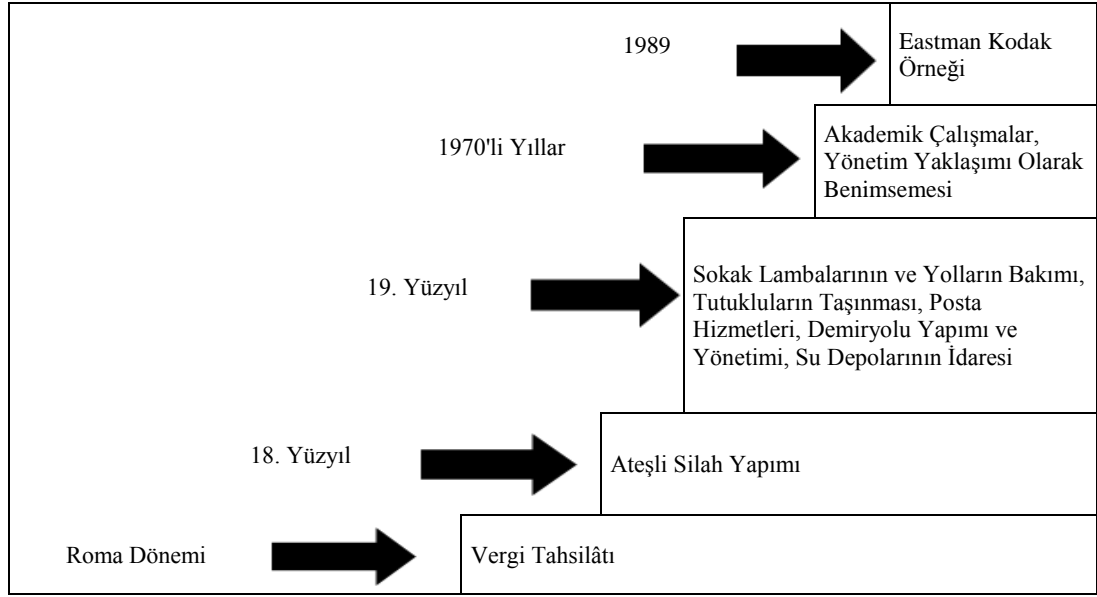 1989
Eastman Kodak
Örneği
1970'li Yıllar
Akademik Çalışmalar,
Yönetim Yaklaşımı Olarak
Benimsemesi
19. Yüzyıl
Sokak Lambalarının ve Yolların Bakımı,
Tutukluların Taşınması, Posta
Hizmetleri, Demiryolu Yapımı ve
Yönetimi, Su Depolarının İdaresi
18. Yüzyıl
Ateşli Silah Yapımı
Roma Dönemi
Vergi Tahsilâtı